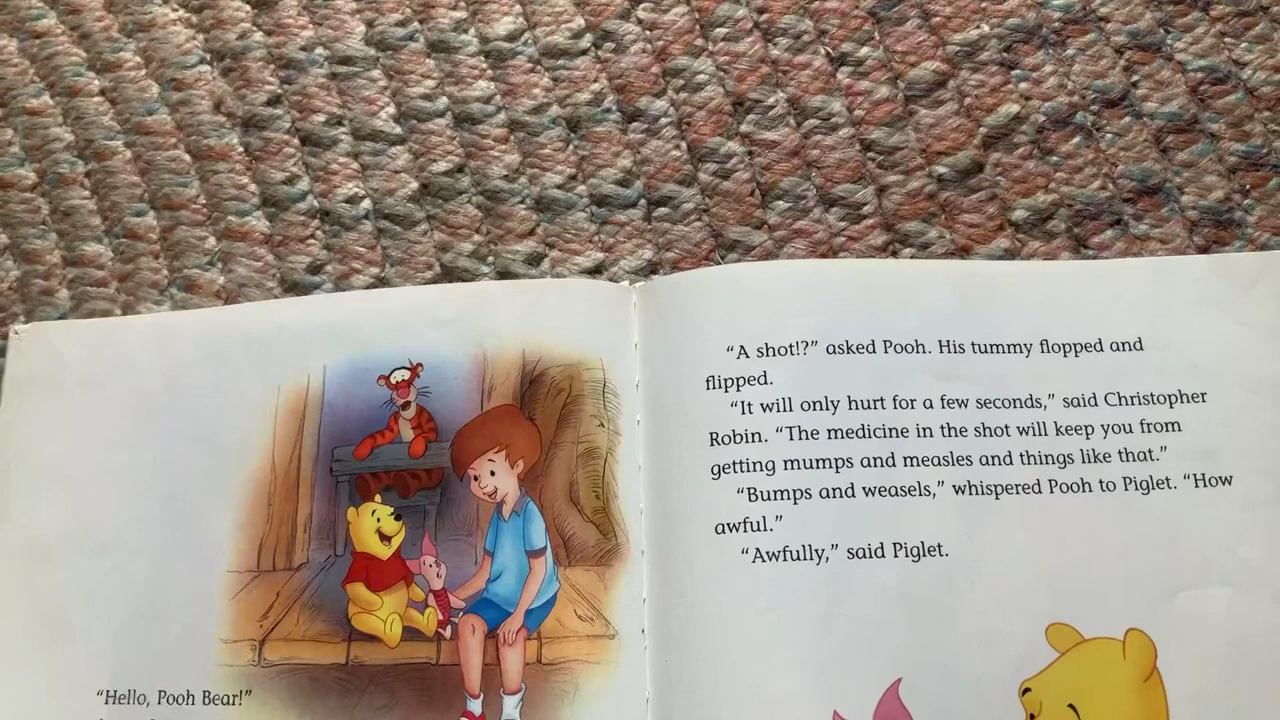 "Hello, Pooh Bear!"
"A shot!?" asked Pooh. His tummy flopped and
flipped.
"It will only hurt for a few seconds," said Christopher
Robin. "The medicine in the shot will keep you from
getting mumps and measles and things like that."
"Bumps and weasels," whispered Pooh to Piglet. "How
awful."
"Awfully," said Piglet.